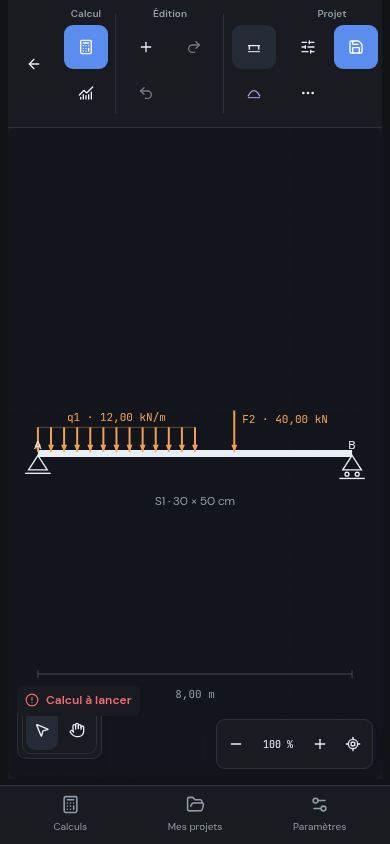 Calcul
Édition
Projet
q1 · 12,00 kN/m
F2 · 40,00 kN
A
B
S1 · 30 × 50 cm
8,00 m
Calcul à lancer
100 %
Calculs
Mes projets
Paramètres